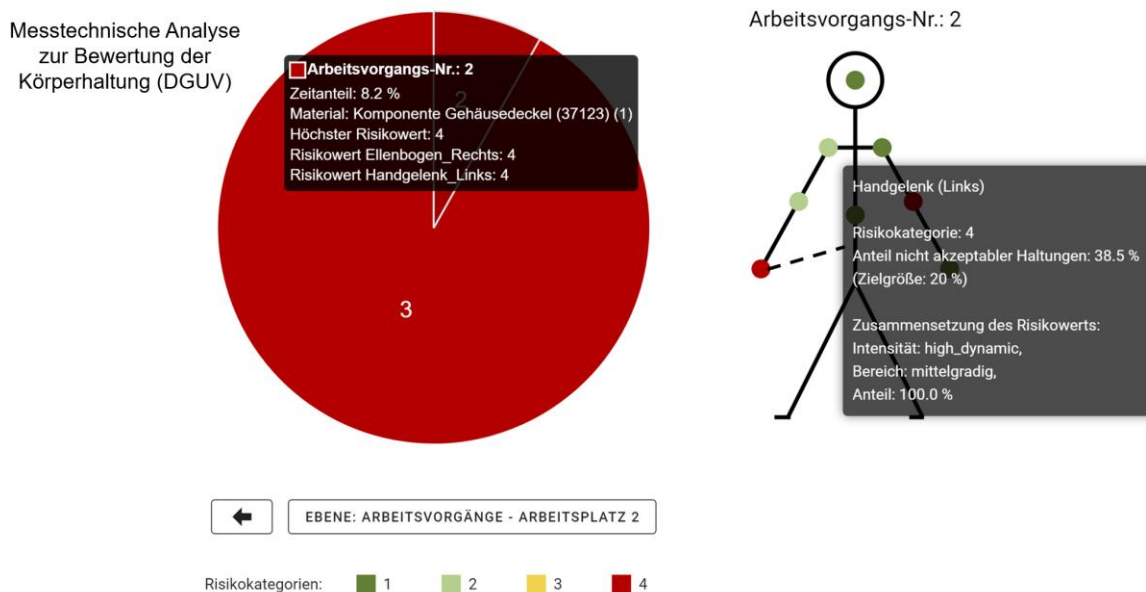 Messtechnische Analyse
zur Bewertung der
Körperhaltung (DGUV)
Arbeitsvorgangs-Nr.: 2
Zeitanteil: 8.2 %
2
Material: Komponente Gehäusedeckel (37123) (1)
Höchster Risikowert: 4
Risikowert Ellenbogen_Rechts: 4
Risikowert Handgelenk_Links: 4
3
Arbeitsvorgangs-Nr.: 2
Handgelenk (Links)
Risikokategorie: 4
Anteil nicht akzeptabler Haltungen: 38.5 %
(Zielgröße: 20 %)
Zusammensetzung des Risikowerts:
Intensität: high_dynamic,
Bereich: mittelgradig,
Anteil: 100.0 %
EBENE: ARBEITSVORGÄNGE - ARBEITSPLATZ 2
Risikokategorien: 1 2 3 4